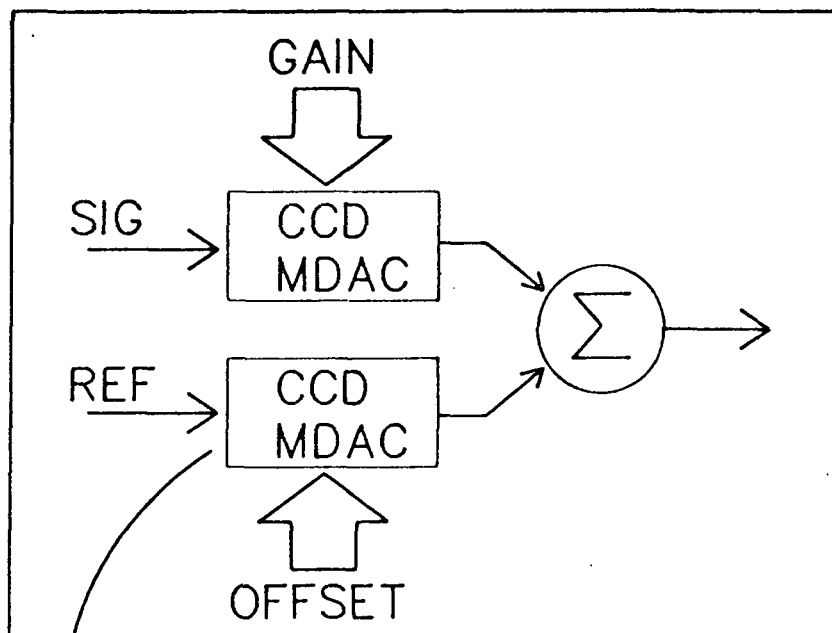 GAIN
SIG
CCD
MDAC
Σ
REF
CCD
MDAC
OFFSET